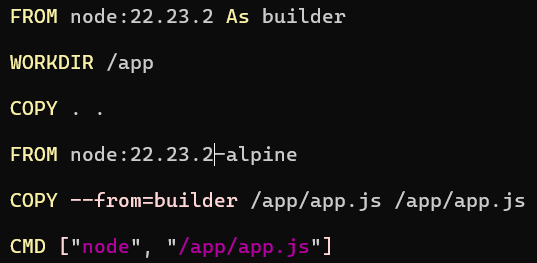 FROM node:22.23.2 As builder
WORKDIR /app
COPY . .
FROM node:22.23.2-alpine
COPY --from=builder /app/app.js /app/app.js
CMD ["node", "/app/app.js"]